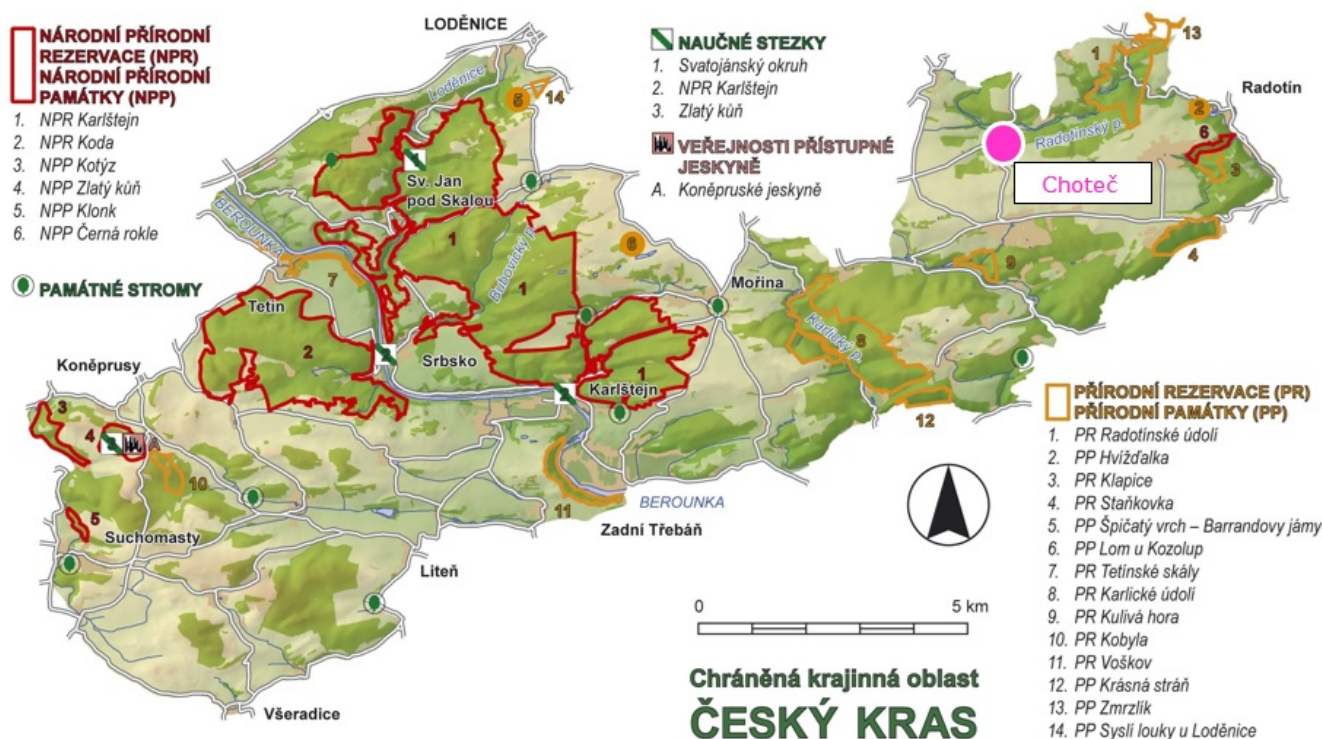 NÁRODNÍ PŘÍRODNÍ
REZERVACE (NPR)
NÁRODNÍ PŘÍRODNÍ
PAMÁTKY (NPP)
1. NPR Karlštejn
2. NPR Koda
3. NPP Kotýz
4. NPP Zlatý kůň
5. NPP Klonk
6. NPP Černá rokle
PAMÁTNÉ STROMY
NAUČNÉ STEZKY
1. Svatojánský okruh
2. NPR Karlštejn
3. Zlatý kůň
VEŘEJNOSTI PŘÍSTUPNÉ
JESKYNĚ
A. Koněpruské jeskyně
LODĚNICE
Loděnice
5
14
1
13
Radotín
2
6
3
Radotínský p.
Choteč
4
9
Sv. Jan
pod Skalou
BEROUNKA
1
Bubovický p.
1
6
7
Mořina
Tetín
2
Srbsko
Karlický p.
8
Karlštejn
1
12
Koněprusy
3
4
A
10
5
Suchomasty
11
BEROUNKA
Zadní Třebáň
Liteň
Všeradice
0 5 km
Chráněná krajinná oblast
ČESKÝ KRAS
PŘÍRODNÍ REZERVACE (PR)
PŘÍRODNÍ PAMÁTKY (PP)
1. PR Radotínské údolí
2. PP Hvížďalka
3. PR Klapice
4. PR Staňkovka
5. PP Špičatý vrch – Barrandovy jámy
6. PP Lom u Kozolup
7. PR Tetínské skály
8. PR Karlické údolí
9. PR Kulivá hora
10. PR Kobyla
11. PR Voškov
12. PP Krásná stráň
13. PP Zmrzlík
14. PP Syslí louky u Loděnice